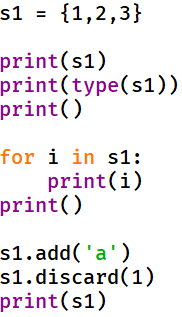 s1 = {1,2,3}
print(s1)
print(type(s1))
print()
for i in s1:
    print(i)
print()
s1.add('a')
s1.discard(1)
print(s1)